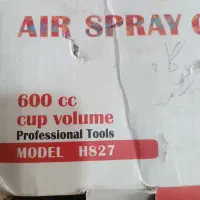 AIR SPRAY
600 cc
cup volume
Professional Tools
MODEL H827